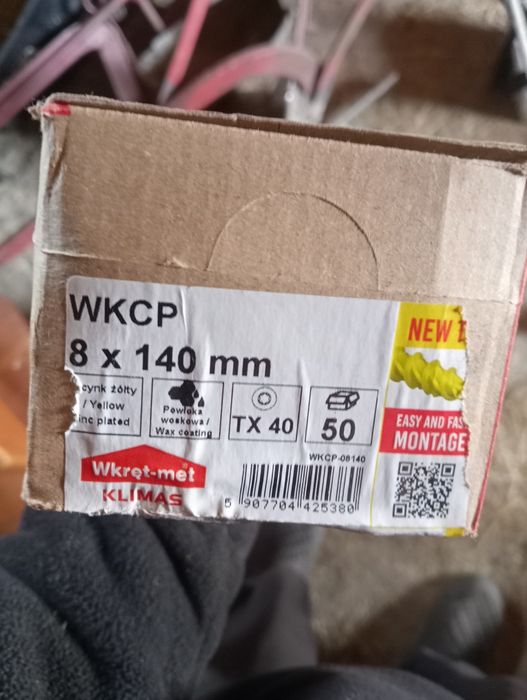 WKCP
8 x 140 mm
cynk żółty
/ Yellow
inc plated
Powłoka
woskowa /
Wax coating
TX 40
50
NEW
EASY AND FAS
MONTAGE
Wkręt-met
KLIMAS
WKCP-08140
5 907704 425380